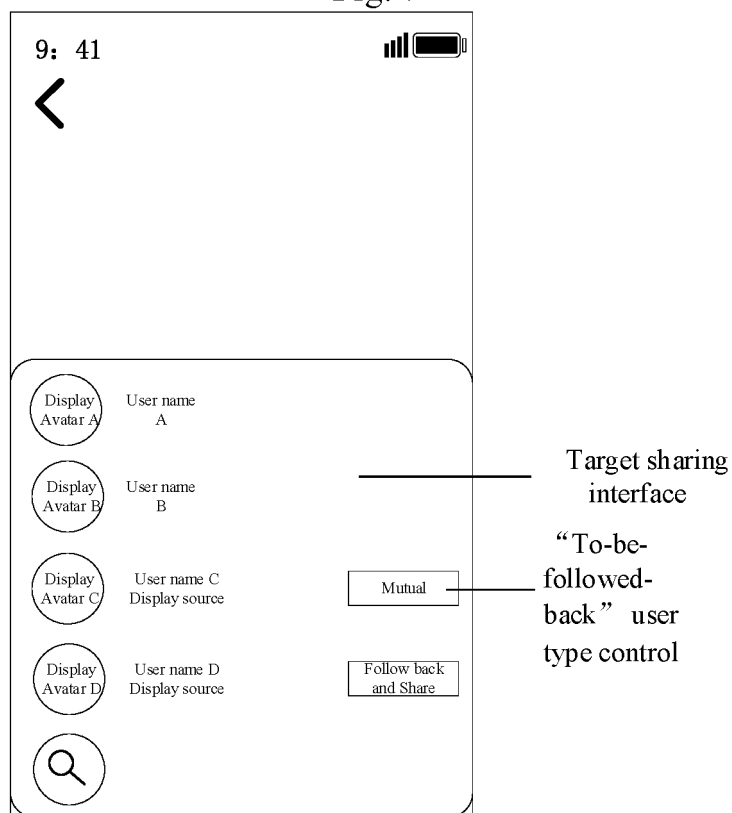 9: 41
Display
Avatar A
User name
A
Display
Avatar B
User name
B
Target sharing
interface
Display
Avatar C
User name C
Display source
Mutual
“To-be-
followed-
back” user
type control
Display
Avatar D
User name D
Display source
Follow back
and Share